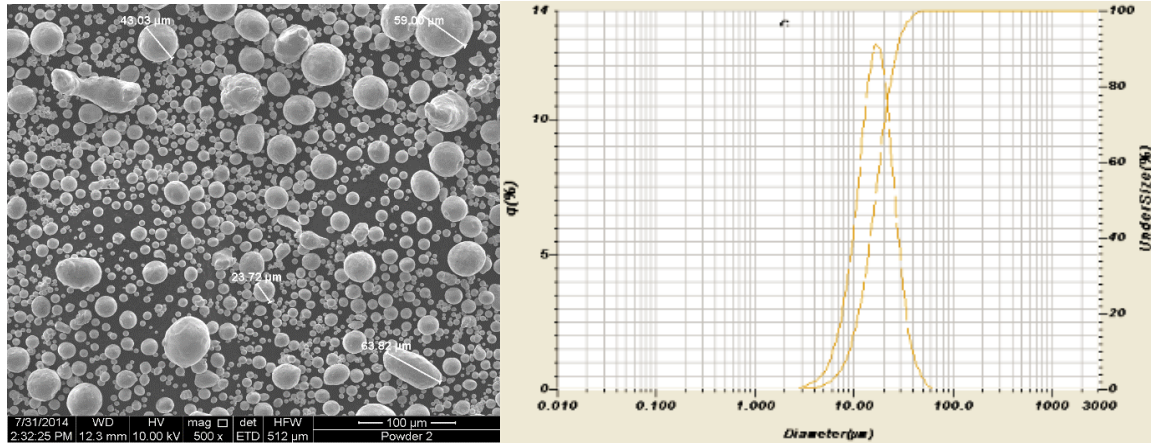 43.03 µm
59.00 µm
23.72 µm
63.82 µm
7/31/2014 WD HV mag □ det HFW 100 µm
2:32:25 PM 12.3 mm 10.00 kV 500 x ETD 512 µm Powder 2
q(%)
14
10
5
0
100
80
60
40
20
0
UnderSize(%)
0.010 0.100 1.000 10.00 100.0 1000 3000
Diameter(µm)